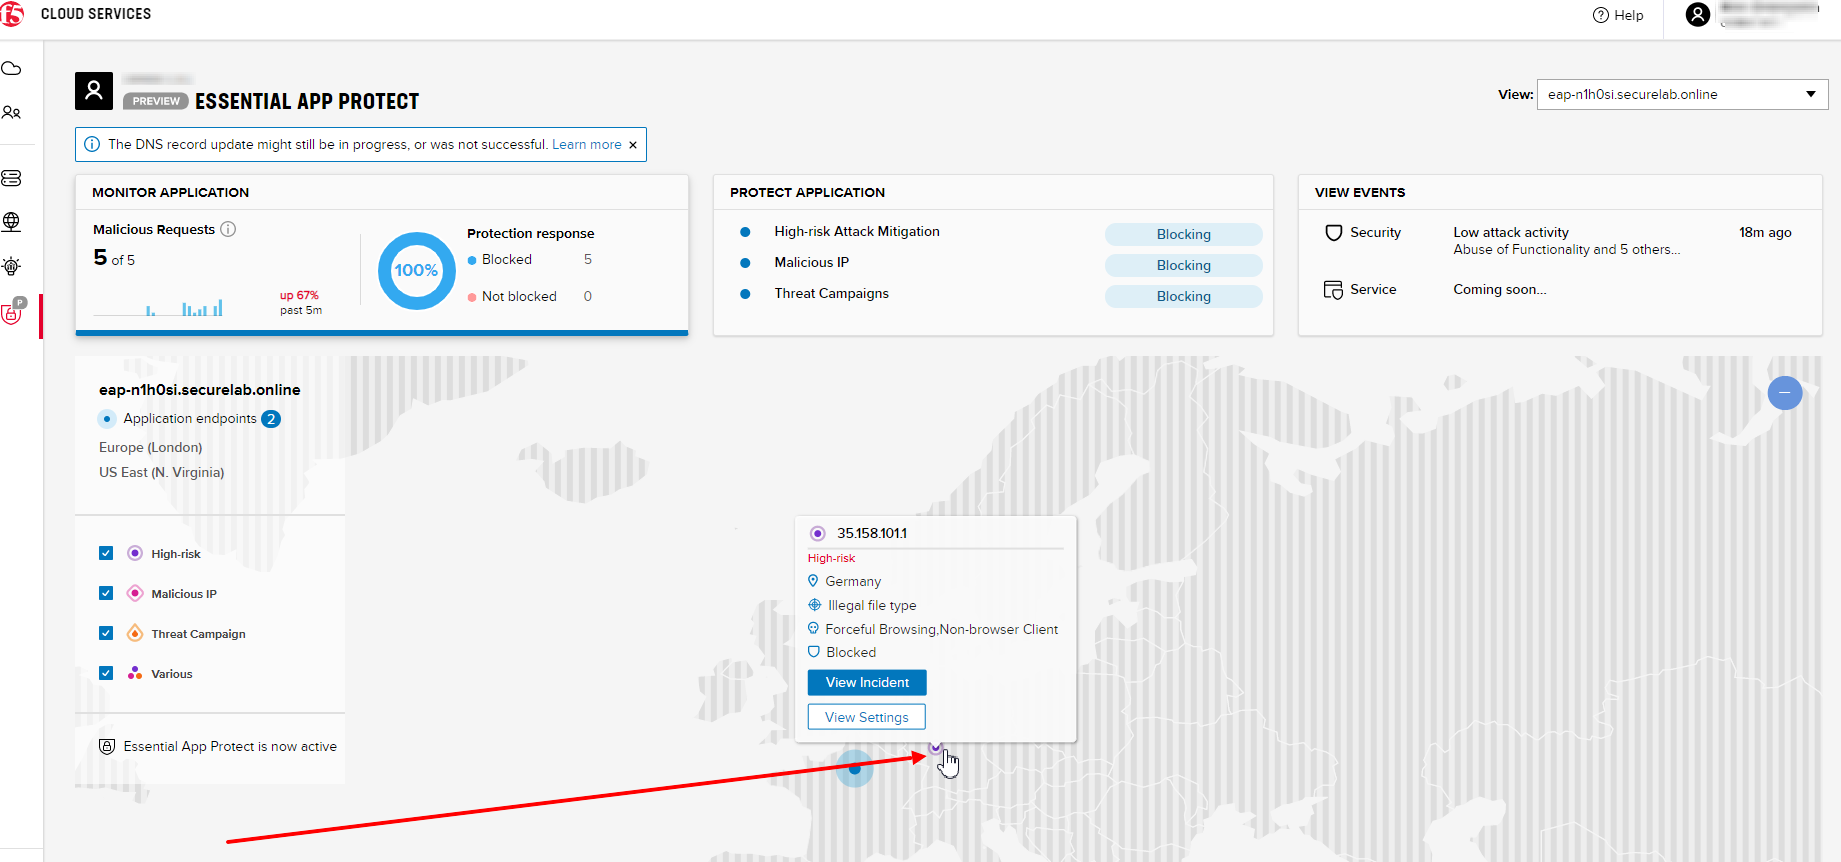 f5 CLOUD SERVICES
Help
PREVIEW ESSENTIAL APP PROTECT
View: eap-n1h0si.securelab.online
The DNS record update might still be in progress, or was not successful. Learn more ×
MONITOR APPLICATION
Malicious Requests
5 of 5
up 67%
past 5m
100%
Protection response
Blocked 5
Not blocked 0
PROTECT APPLICATION
High-risk Attack Mitigation Blocking
Malicious IP Blocking
Threat Campaigns Blocking
VIEW EVENTS
Security Low attack activity 18m ago
Abuse of Functionality and 5 others...
Service Coming soon...
P
eap-n1h0si.securelab.online
Application endpoints 2
Europe (London)
US East (N. Virginia)
High-risk
Malicious IP
Threat Campaign
Various
Essential App Protect is now active
35.158.101.1
High-risk
Germany
Illegal file type
Forceful Browsing,Non-browser Client
Blocked
View Incident
View Settings